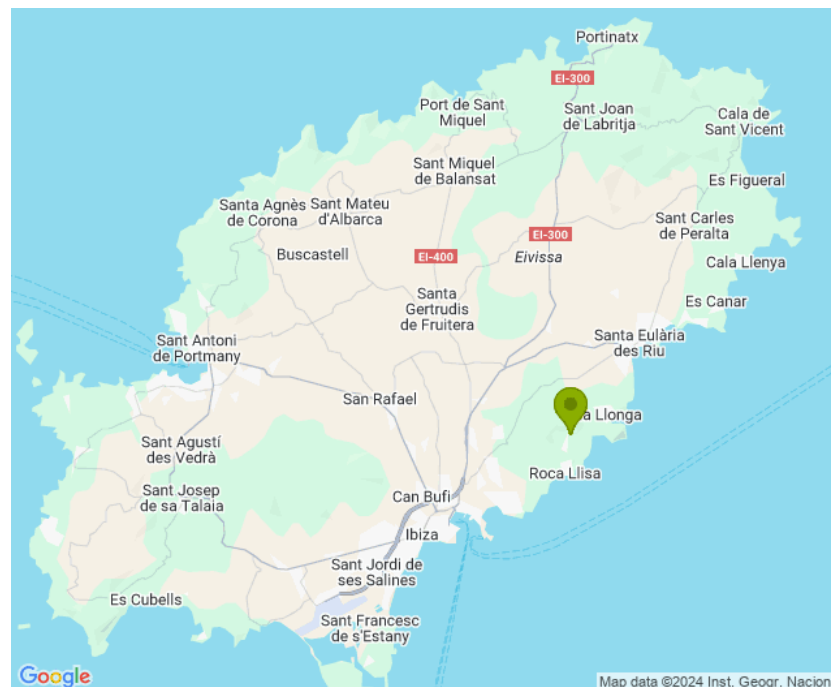 Portinatx
EI-300
Port de Sant
Miquel
Sant Joan
de Labritja
Cala de
Sant Vicent
Sant Miquel
de Balansat
Es Figueral
Santa Agnès
de Corona
Sant Mateu
d'Albarca
Sant Carles
de Peralta
EI-300
Buscastell
EI-400
Eivissa
Cala Llenya
Santa
Gertrudis
de Fruitera
Es Canar
Sant Antoni
de Portmany
Santa Eulària
des Riu
San Rafael
a Llonga
Sant Agustí
des Vedrà
Roca Llisa
Sant Josep
de sa Talaia
Can Bufi
Ibiza
Sant Jordi de
ses Salines
Es Cubells
Sant Francesc
de s'Estany
Google
Map data ©2024 Inst. Geogr. Nacion